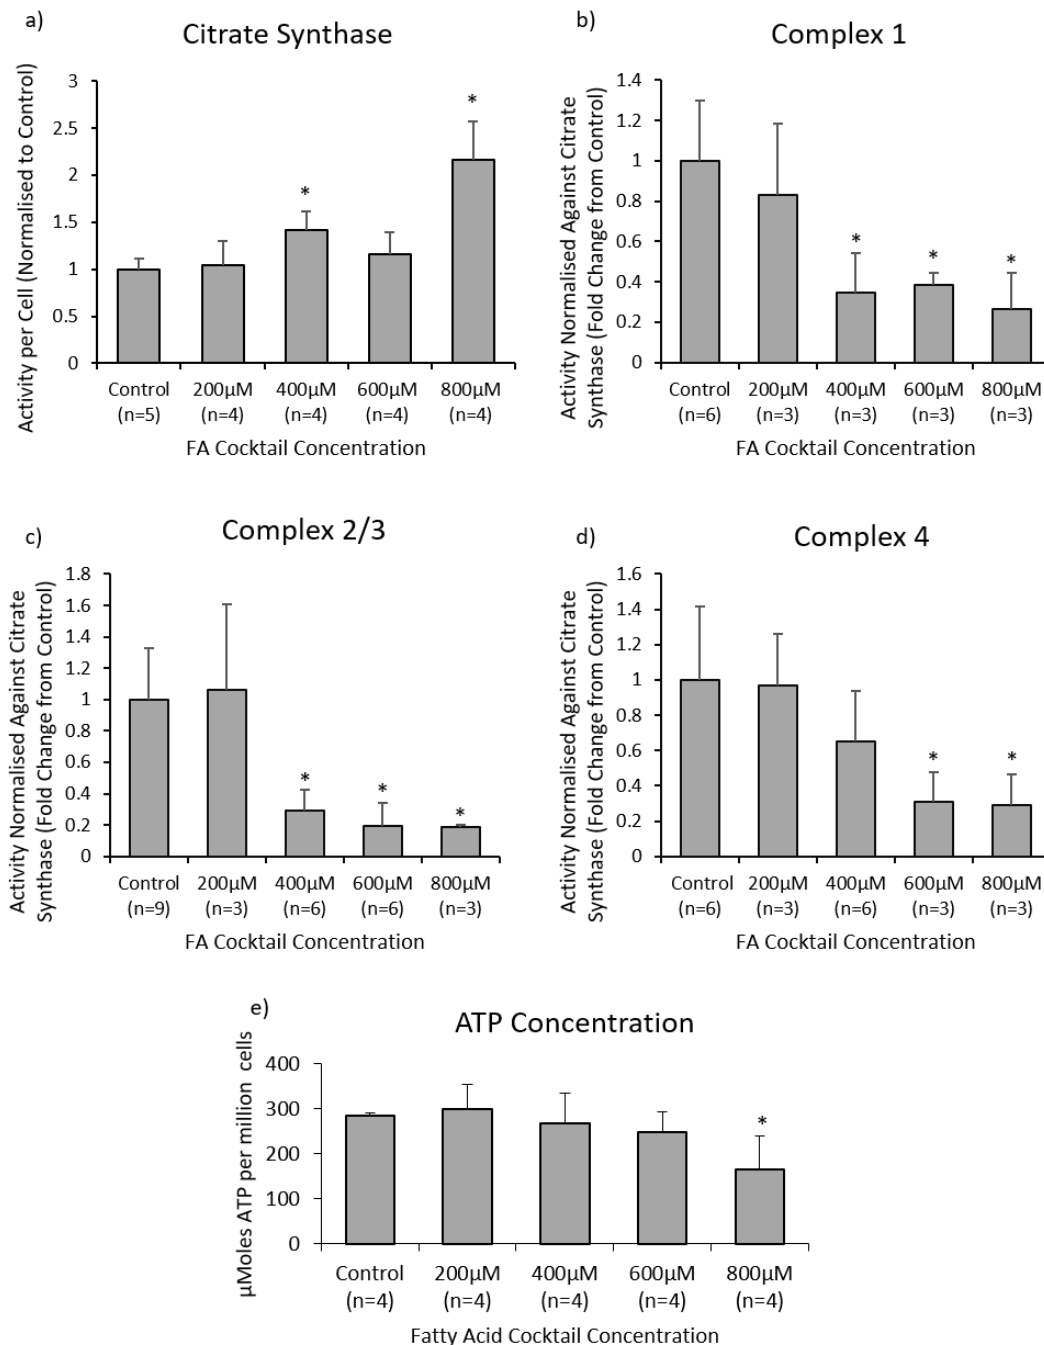 a)
Citrate Synthase
Activity per Cell (Normalised to Control)
3
2.5
2
1.5
1
0.5
0
*
*
Control 200µM 400µM 600µM 800µM
(n=5) (n=4) (n=4) (n=4) (n=4)
FA Cocktail Concentration
b)
Complex 1
Activity Normalised Against Citrate
Synthase (Fold Change from Control)
1.4
1.2
1
0.8
0.6
0.4
0.2
0
* * *
Control 200µM 400µM 600µM 800µM
(n=6) (n=3) (n=3) (n=3) (n=3)
FA Cocktail Concentration
c)
Complex 2/3
Activity Normalised Against Citrate
Synthase (Fold Change from Control)
1.8
1.6
1.4
1.2
1
0.8
0.6
0.4
0.2
0
* * *
Control 200µM 400µM 600µM 800µM
(n=9) (n=3) (n=6) (n=6) (n=3)
FA Cocktail Concentration
d)
Complex 4
Activity Normalised Against Citrate
Synthase (Fold Change from Control)
1.6
1.4
1.2
1
0.8
0.6
0.4
0.2
0
* *
Control 200µM 400µM 600µM 800µM
(n=6) (n=3) (n=6) (n=3) (n=3)
FA Cocktail Concentration
e)
ATP Concentration
µMoles ATP per million cells
400
300
200
100
0
*
Control 200µM 400µM 600µM 800µM
(n=4) (n=4) (n=4) (n=4) (n=4)
Fatty Acid Cocktail Concentration